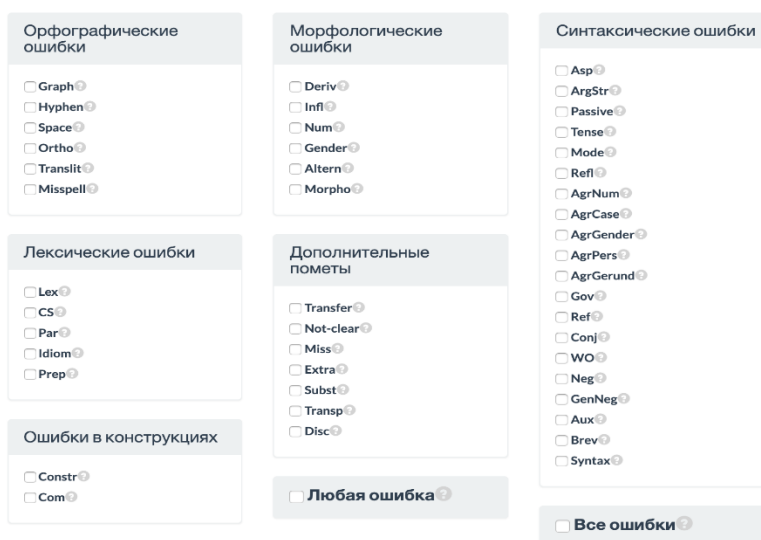 Орфографические
ошибки
Graph
Hyphen
Space
Ortho
Translit
Misspell
Лексические ошибки
Lex
CS
Par
Idiom
Prep
Ошибки в конструкциях
Constr
Com
Морфологические
ошибки
Deriv
Infl
Num
Gender
Altern
Morpho
Дополнительные
пометы
Transfer
Not-clear
Miss
Extra
Subst
Transp
Disc
Любая ошибка
Синтаксические ошибки
Asp
ArgStr
Passive
Tense
Mode
Refl
AgrNum
AgrCase
AgrGender
AgrPers
AgrGerund
Gov
Ref
Conj
WO
Neg
GenNeg
Aux
Brev
Syntax
Все ошибки